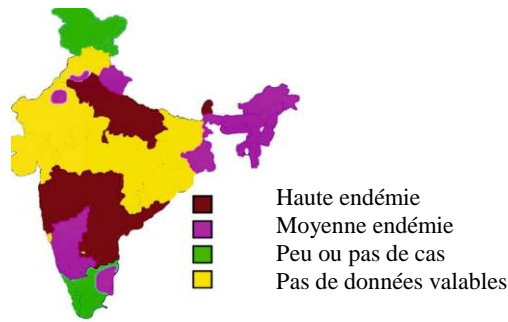 Haute endémie
Moyenne endémie
Peu ou pas de cas
Pas de données valables